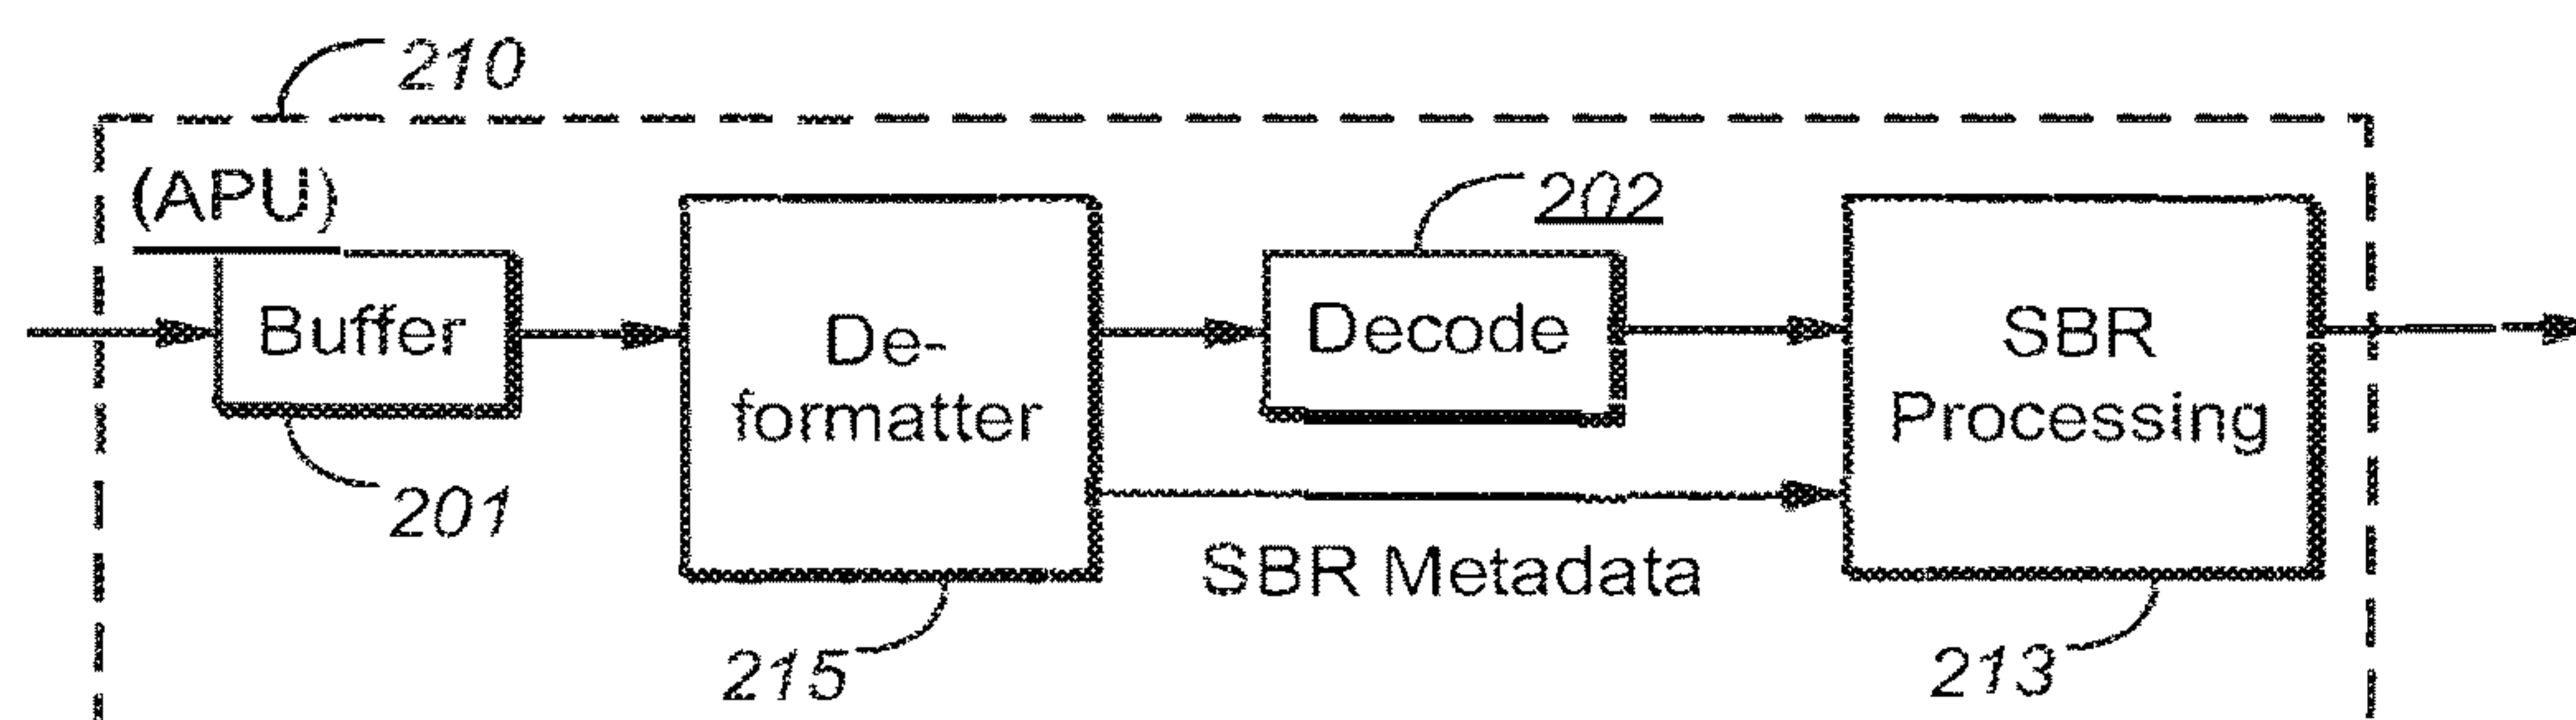 210
(APU)
202
Buffer
De-
formatter
Decode
SBR
Processing
201
SBR Metadata
215
213